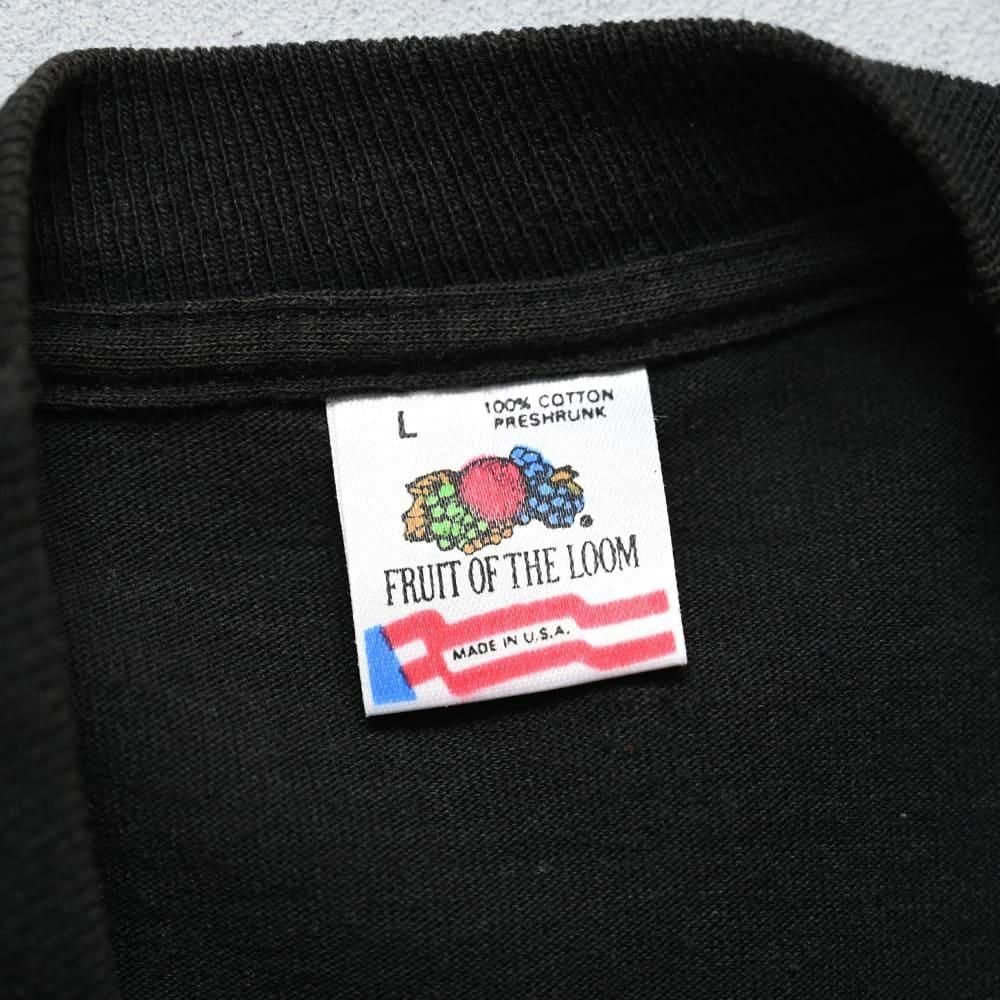 L
100% COTTON
PRESHRUNK
FRUIT OF THE LOOM
MADE IN U.S.A.